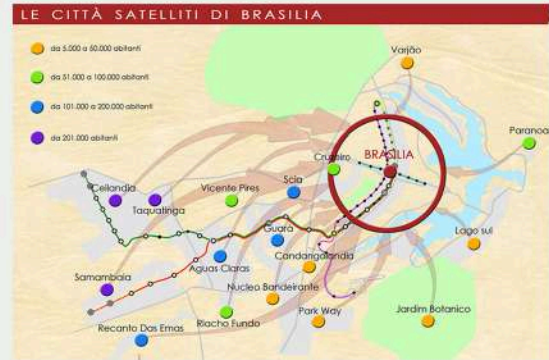 LE CITTÀ SATELLITI DI BRASILIA
da 5.000 a 50.000 abitanti
da 51.000 a 100.000 abitanti
da 101.000 a 200.000 abitanti
da 201.000 abitanti
Varjão
Paranoa
Cruzeiro
BRASILIA
Ceilandia
Taquatinga
Vicente Pires
Scia
Guarà
Lago sul
Aguas Claras
Candangolandia
Samambaia
Nucleo Bandeirante
Riacho Fundo
Park Way
Jardim Botanico
Recanto Das Emas